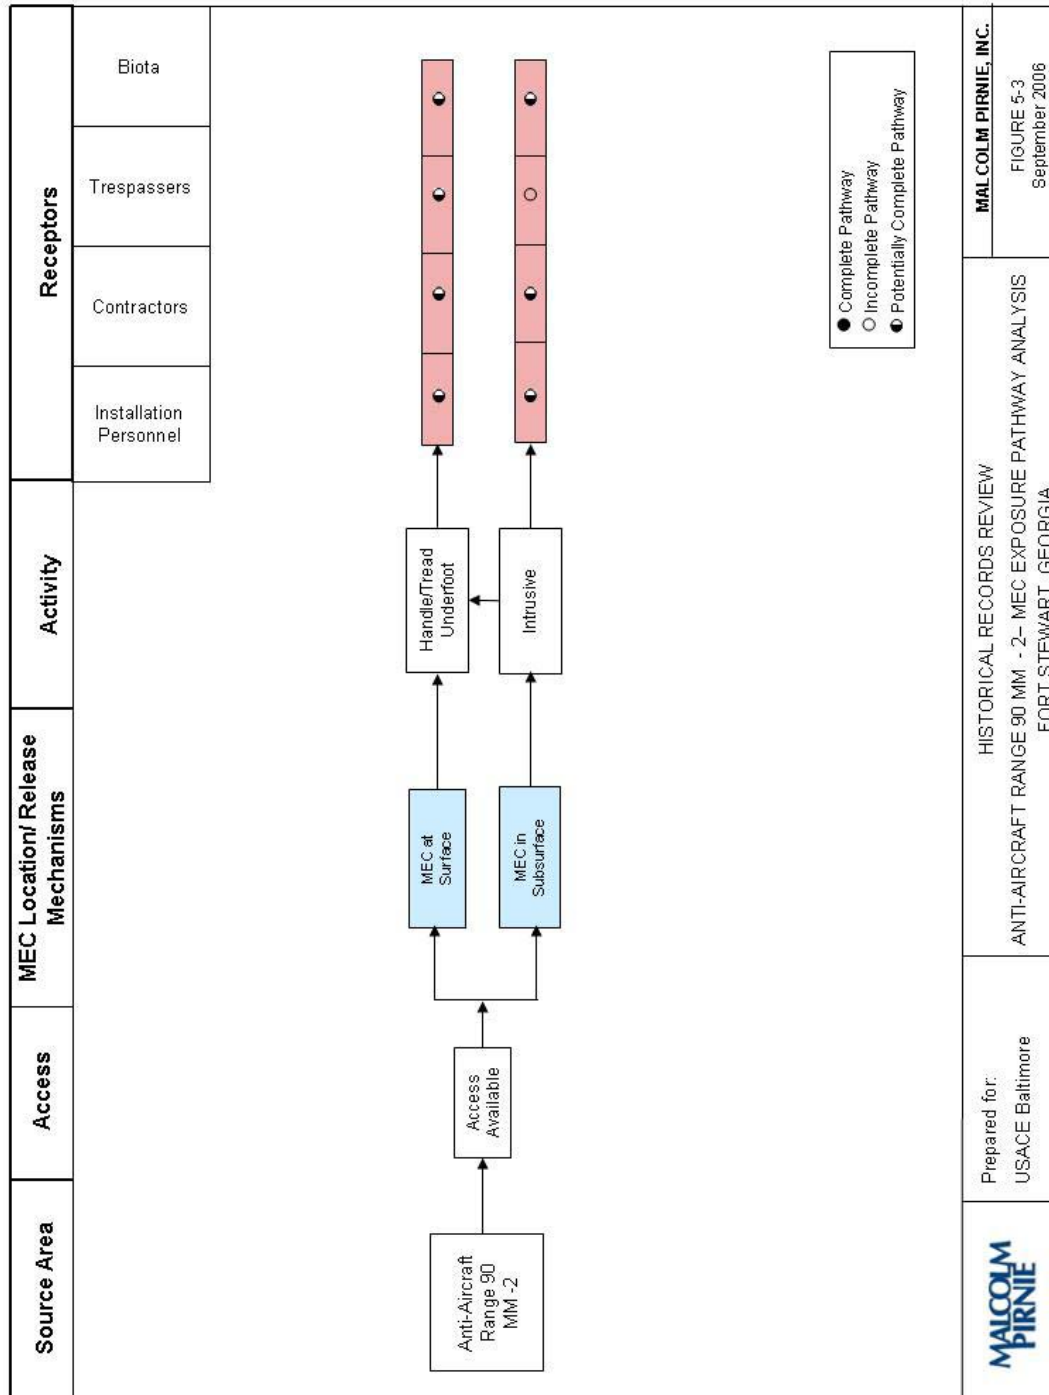 Source Area
Access
MEC Location/ Release
Mechanisms
Activity
Receptors
Installation
Personnel
Contractors
Trespassers
Biota
Anti-Aircraft
Range 90
MM -2
Access
Available
MEC at
Surface
MEC in
Subsurface
Handle/Tread
Underfoot
Intrusive
Complete Pathway
Incomplete Pathway
Potentially Complete Pathway
MALCOLM
PIRNIE
Prepared for:
USACE Baltimore
HISTORICAL RECORDS REVIEW
ANTI-AIRCRAFT RANGE 90 MM - 2– MEC EXPOSURE PATHWAY ANALYSIS
FORT STEWART, GEORGIA
MALCOLM PIRNIE, INC.
FIGURE 5-3
September 2006